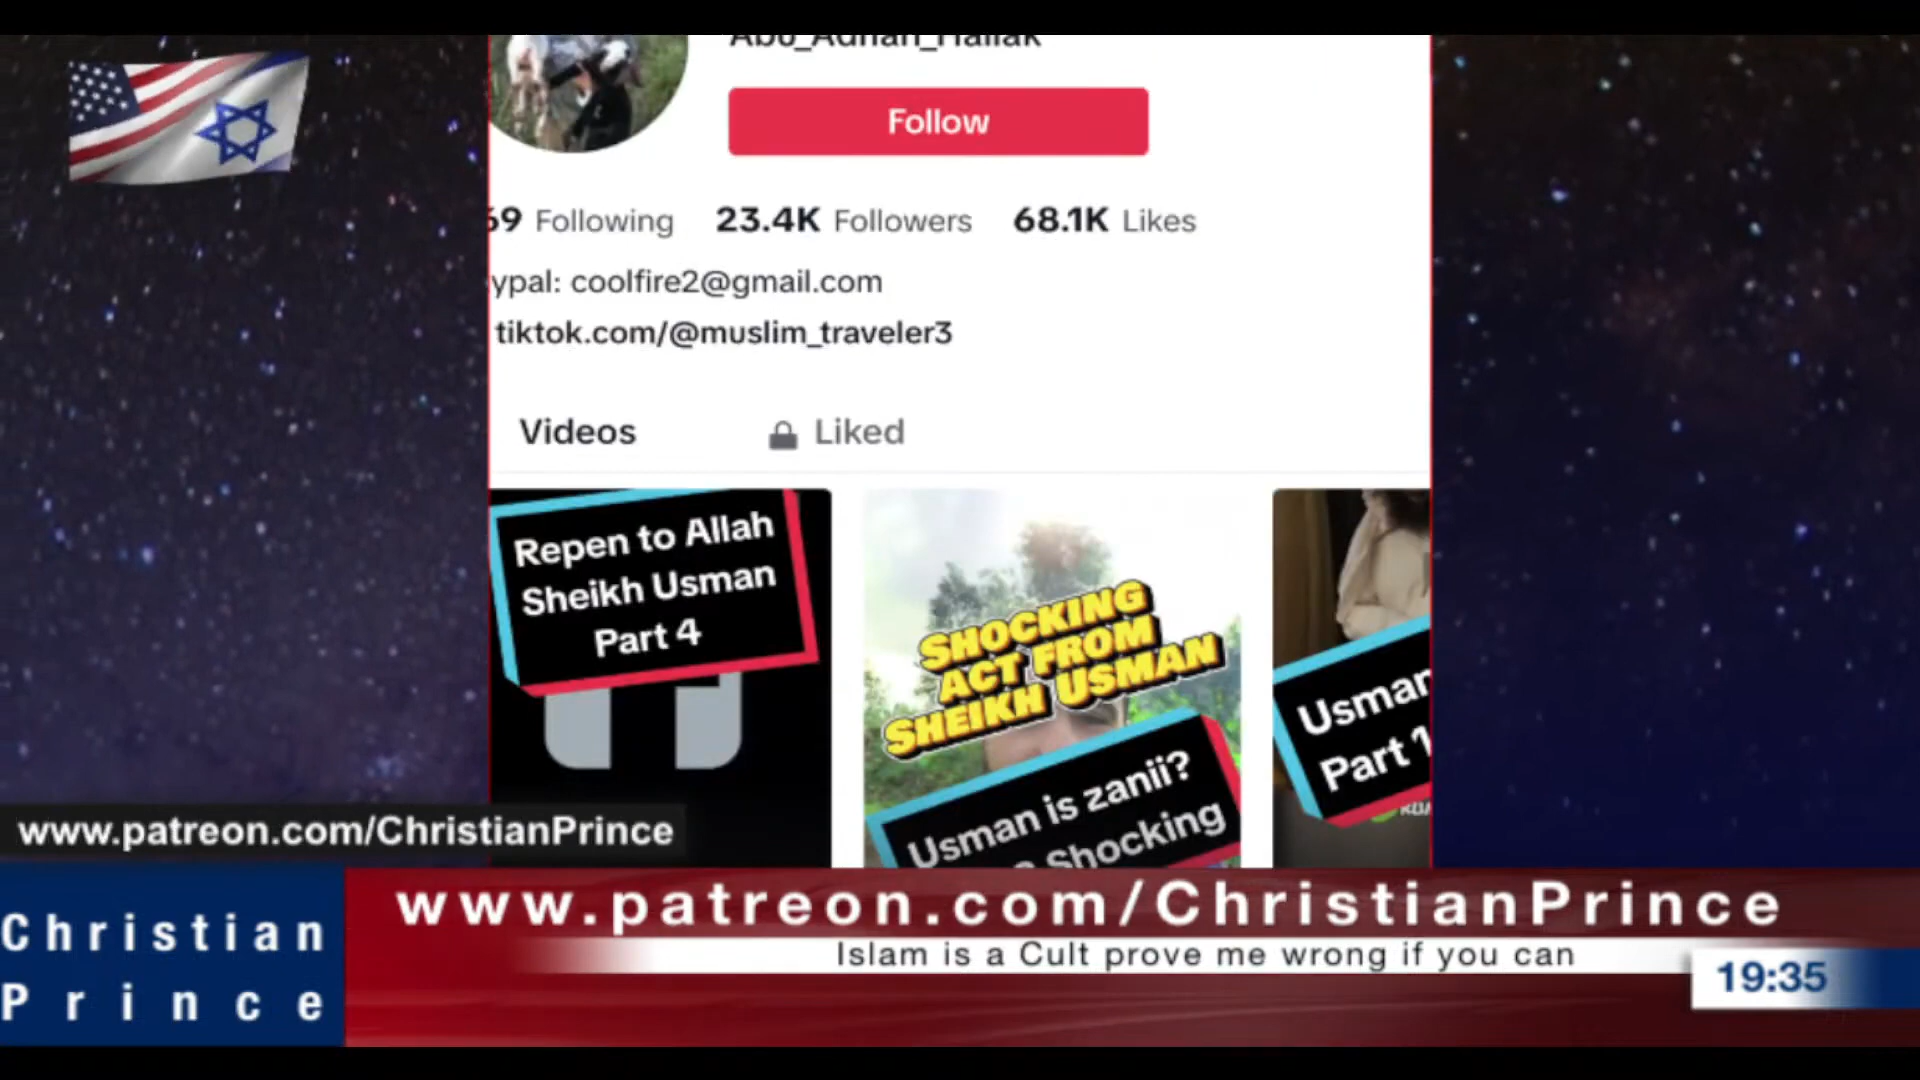 Abu_Adnan_Hallak
Follow
69 Following 23.4K Followers 68.1K Likes
ypal: coolfire2@gmail.com
tiktok.com/@muslim_traveler3
Videos Liked
Repen to Allah
Sheikh Usman
Part 4
SHOCKING
ACT FROM
SHEIKH USMAN
Usman is zanii?
Shocking
Usman
Part 1
www.patreon.com/ChristianPrince
Christian
Prince
www.patreon.com/ChristianPrince
Islam is a Cult prove me wrong if you can
19:35